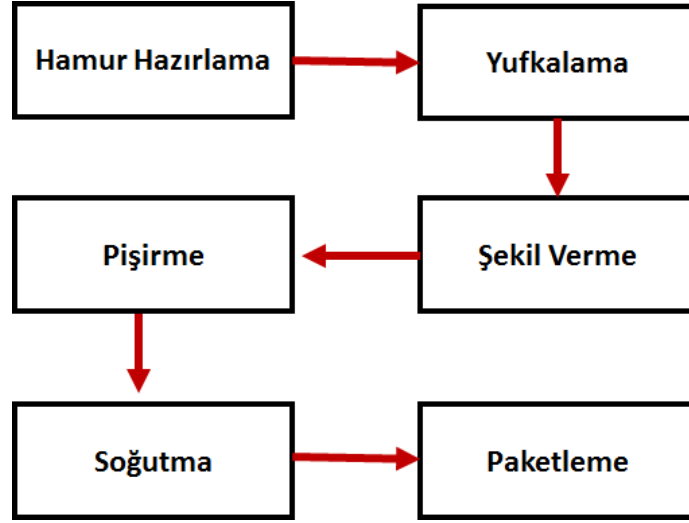 Hamur Hazırlama
Yufkalama
Şekil Verme
Pişirme
Soğutma
Paketleme